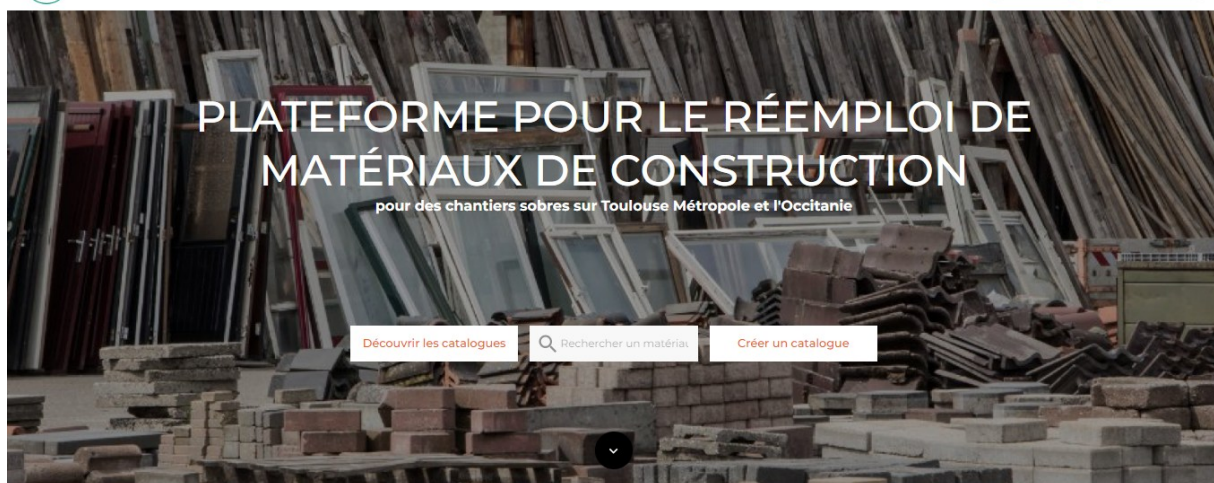 PLATEFORME POUR LE RÉEMPLOI DE
MATÉRIAUX DE CONSTRUCTION
pour des chantiers sobres sur Toulouse Métropole et l'Occitanie
Découvrir les catalogues
Rechercher un matériau
Créer un catalogue